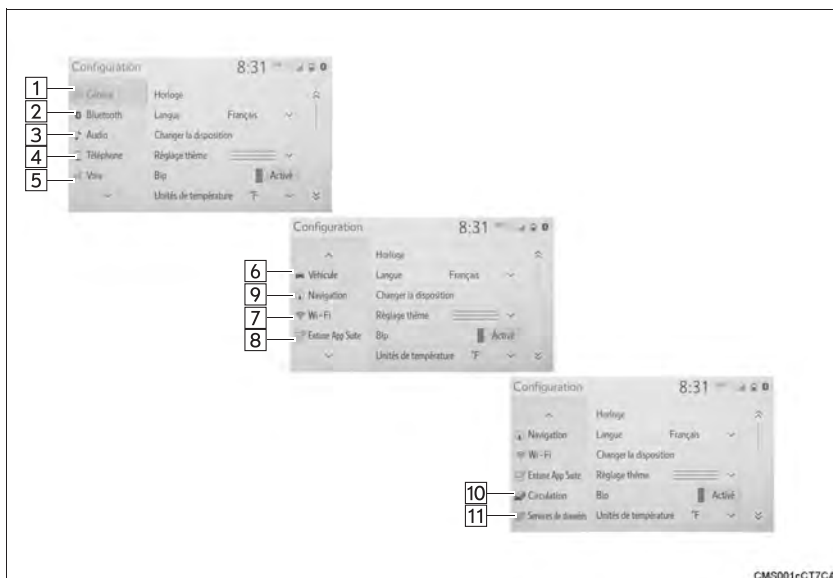 Configuration 8:31
1 Général Horloge
2 Bluetooth Langue Français
3 Audio Changer la disposition
4 Téléphone Réglage thème
5 Voix Bip Activé
Unités de température °F
Configuration 8:31
Horloge
6 Véhicule Langue Français
9 Navigation Changer la disposition
7 Wi-Fi Réglage thème
8 Entune App Suite Bip Activé
Unités de température °F
Configuration 8:31
Horloge
Navigation Langue Français
Wi-Fi Changer la disposition
Entune App Suite Réglage thème
10 Circulation Bip Activé
11 Services de données Unités de température °F
CMS001cCT7CA